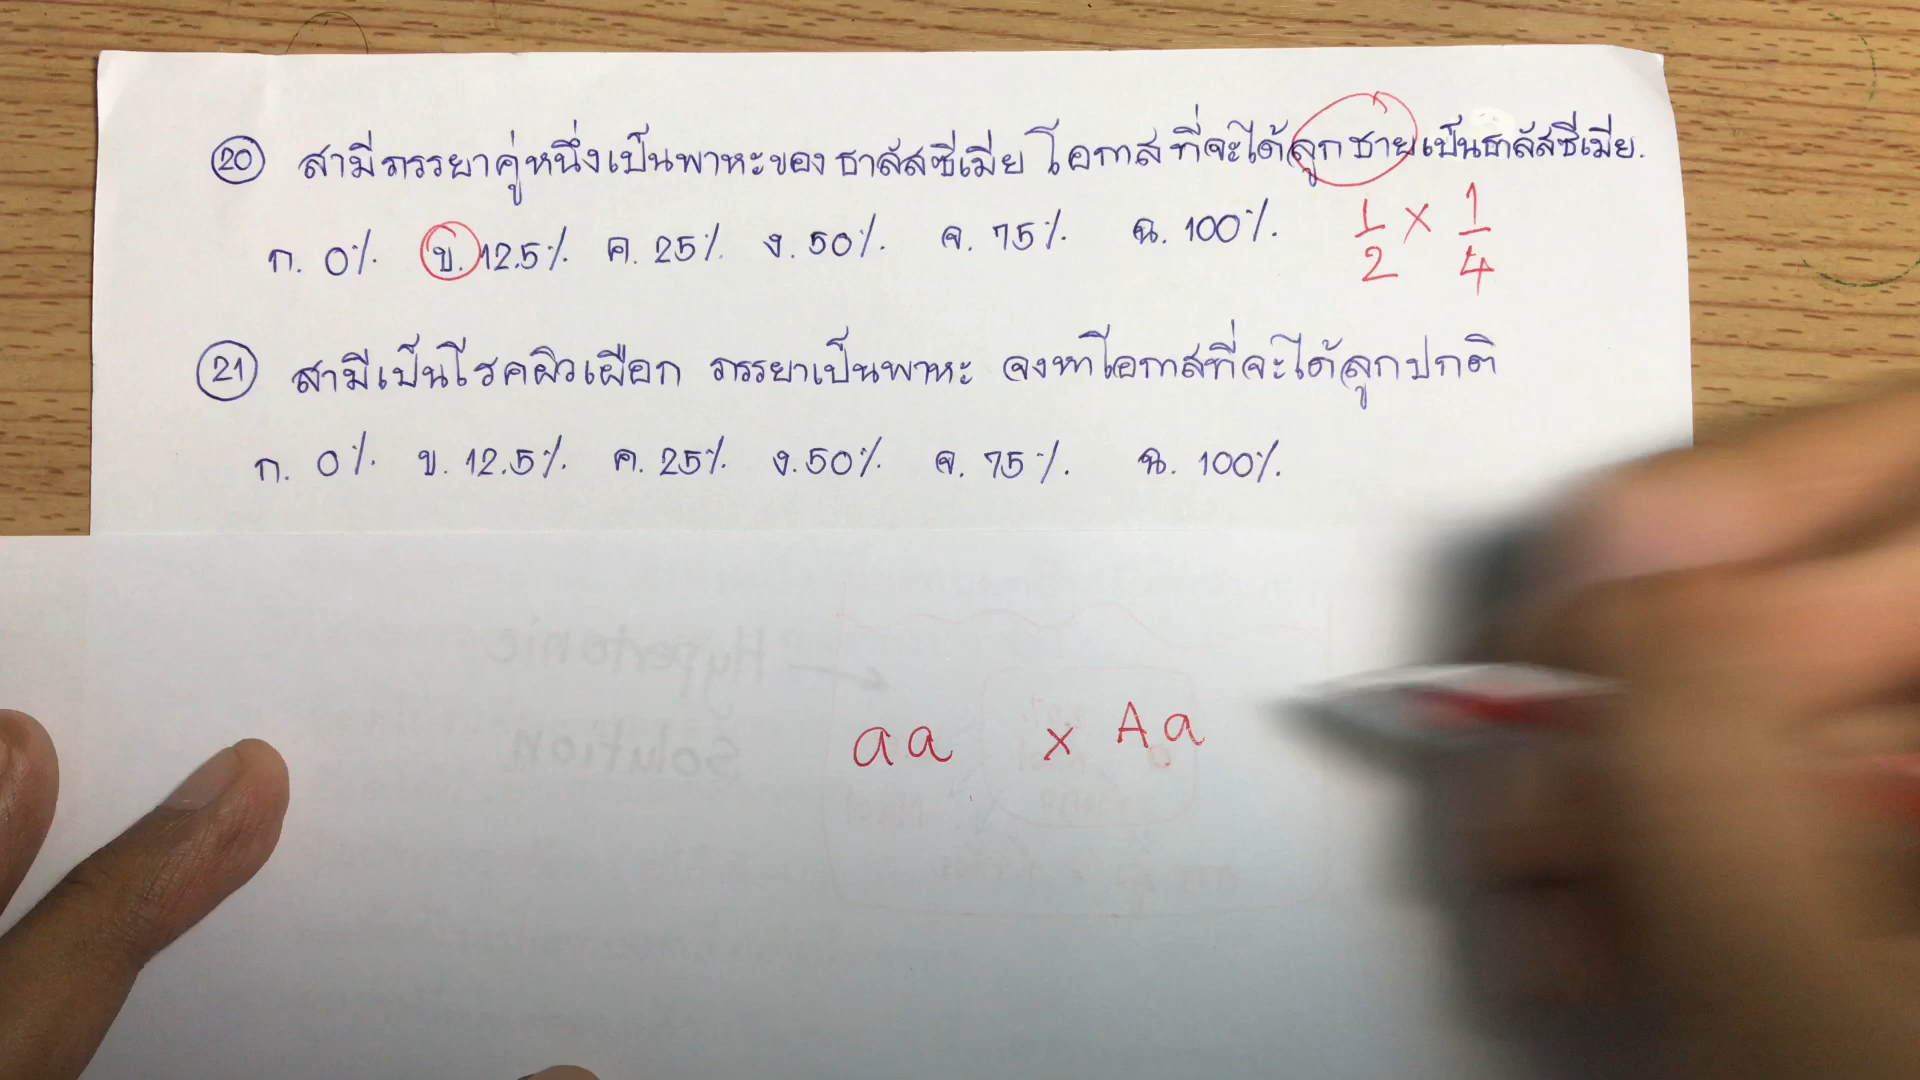 20 สามีภรรยาคู่หนึ่งเป็นพาหะของธาลัสซีเมีย โอกาสที่จะได้ลูกชายเป็นธาลัสซีเมีย.
ก. 0% ข. 12.5% ค. 25% ง. 50% จ. 75% ฉ. 100% 1/2 × 1/4
21 สามีเป็นโรคผิวเผือก ภรรยาเป็นพาหะ จงหาโอกาสที่จะได้ลูกปกติ
ก. 0% ข. 12.5% ค. 25% ง. 50% จ. 75% ฉ. 100%
← Hypertonic
Solution
aa × Aa